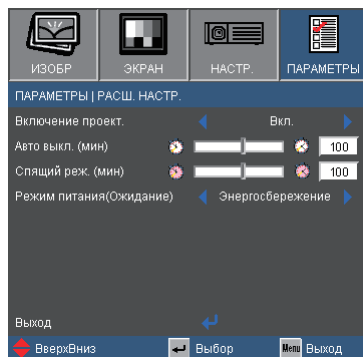 ИЗОБР ЭКРАН НАСТР. ПАРАМЕТРЫ
ПАРАМЕТРЫ | РАСШ. НАСТР.
Включение проект. Вкл.
Авто выкл. (мин) 100
Спящий реж. (мин) 100
Режим питания(Ожидание) Энергосбережение
Выход
ВверхВниз Выбор Menu Выход